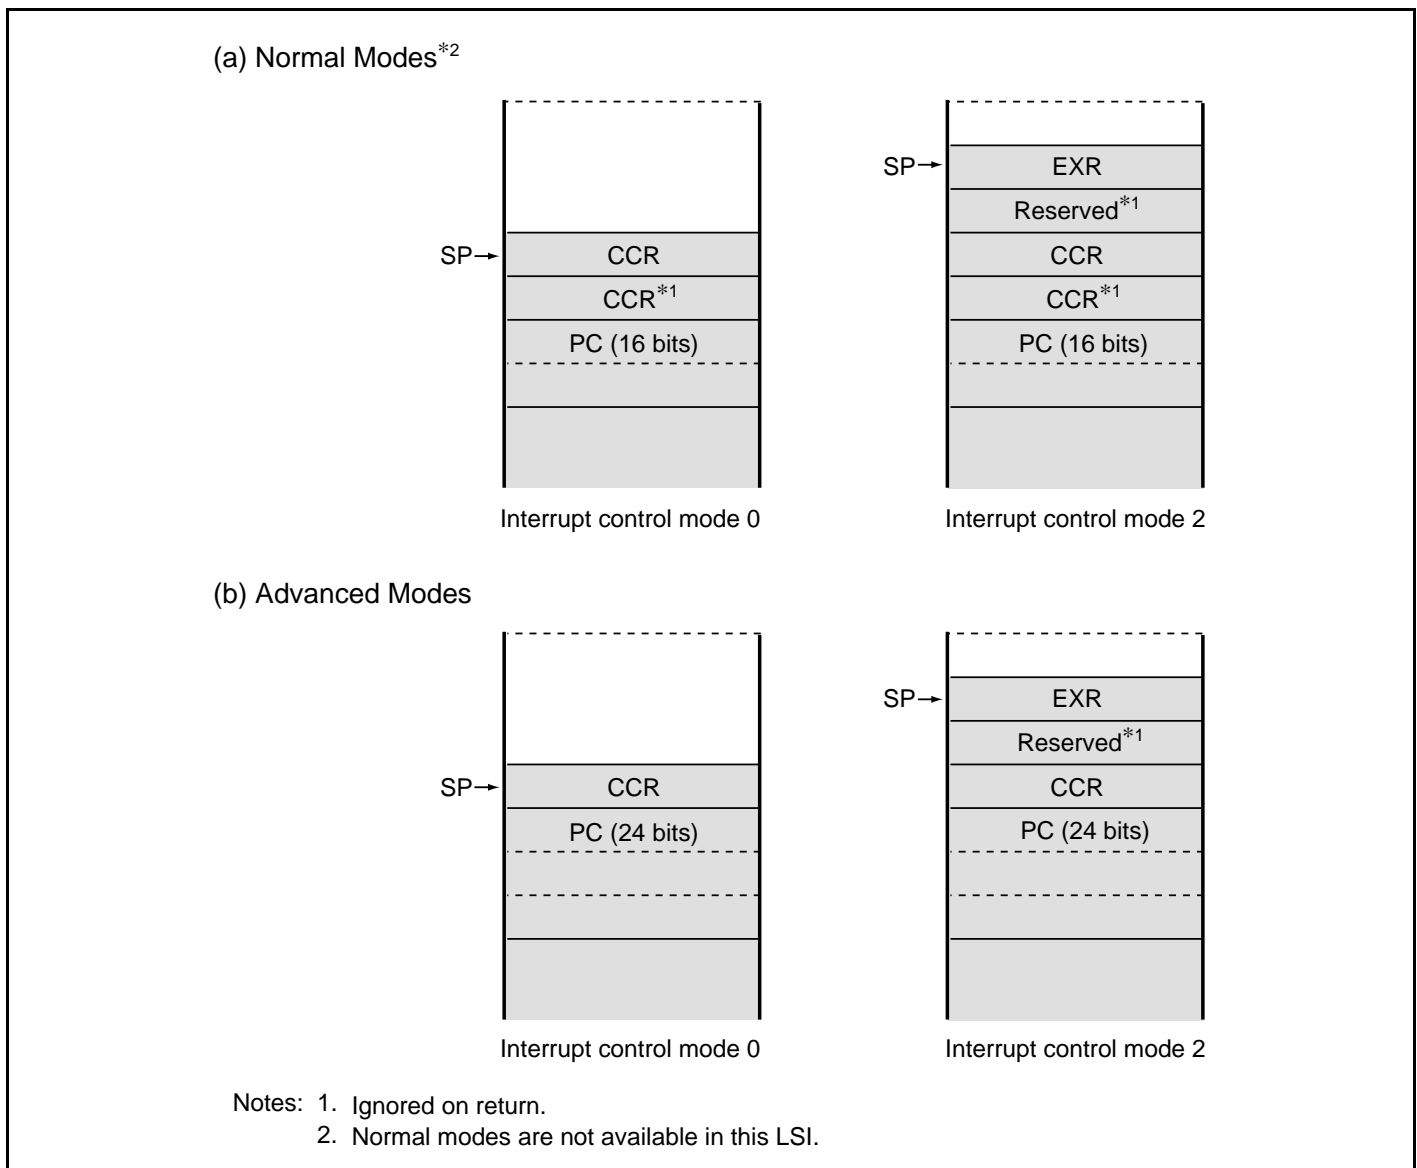 (a) Normal Modes*2
SP→ EXR
Reserved*1
SP→ CCR CCR
CCR*1 CCR*1
PC (16 bits) PC (16 bits)
Interrupt control mode 0 Interrupt control mode 2
(b) Advanced Modes
SP→ EXR
Reserved*1
SP→ CCR CCR
PC (24 bits) PC (24 bits)
Interrupt control mode 0 Interrupt control mode 2
Notes: 1. Ignored on return.
2. Normal modes are not available in this LSI.